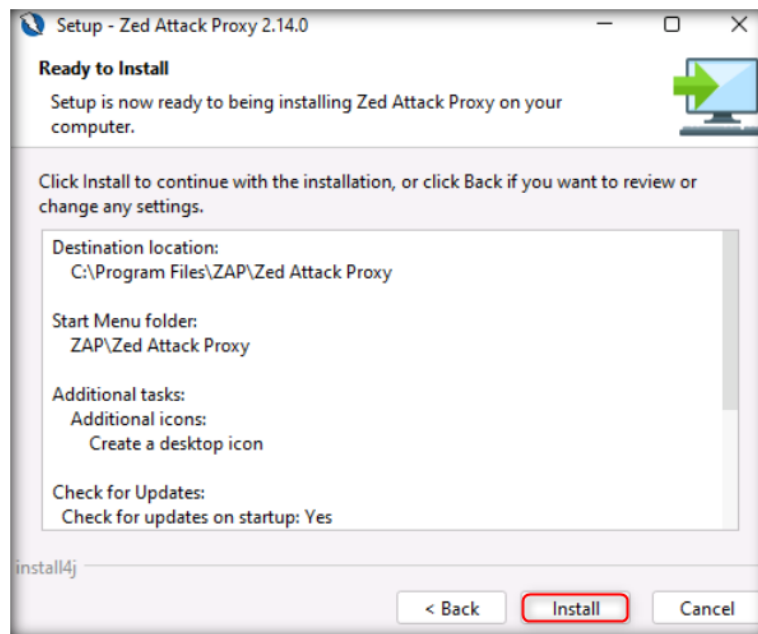 Setup - Zed Attack Proxy 2.14.0
Ready to Install
Setup is now ready to being installing Zed Attack Proxy on your
computer.
Click Install to continue with the installation, or click Back if you want to review or
change any settings.
Destination location:
C:\Program Files\ZAP\Zed Attack Proxy
Start Menu folder:
ZAP\Zed Attack Proxy
Additional tasks:
Additional icons:
Create a desktop icon
Check for Updates:
Check for updates on startup: Yes
install4j
< Back Install Cancel